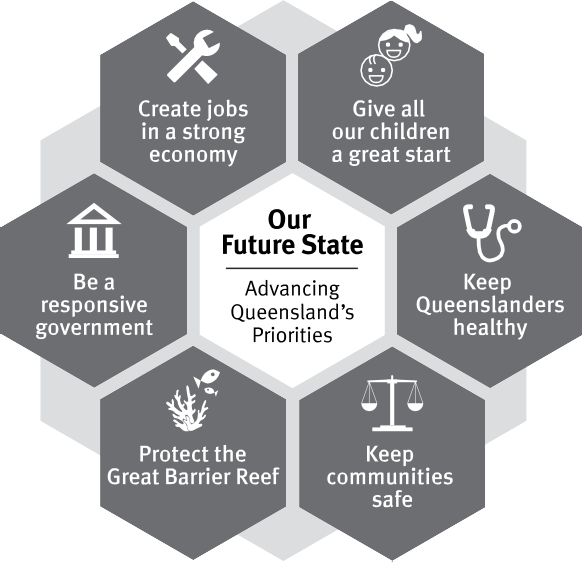 Create jobs
in a strong
economy
Give all
our children
a great start
Be a
responsive
government
Our
Future State
Advancing
Queensland's
Priorities
Keep
Queenslanders
healthy
Protect the
Great Barrier Reef
Keep
communities
safe